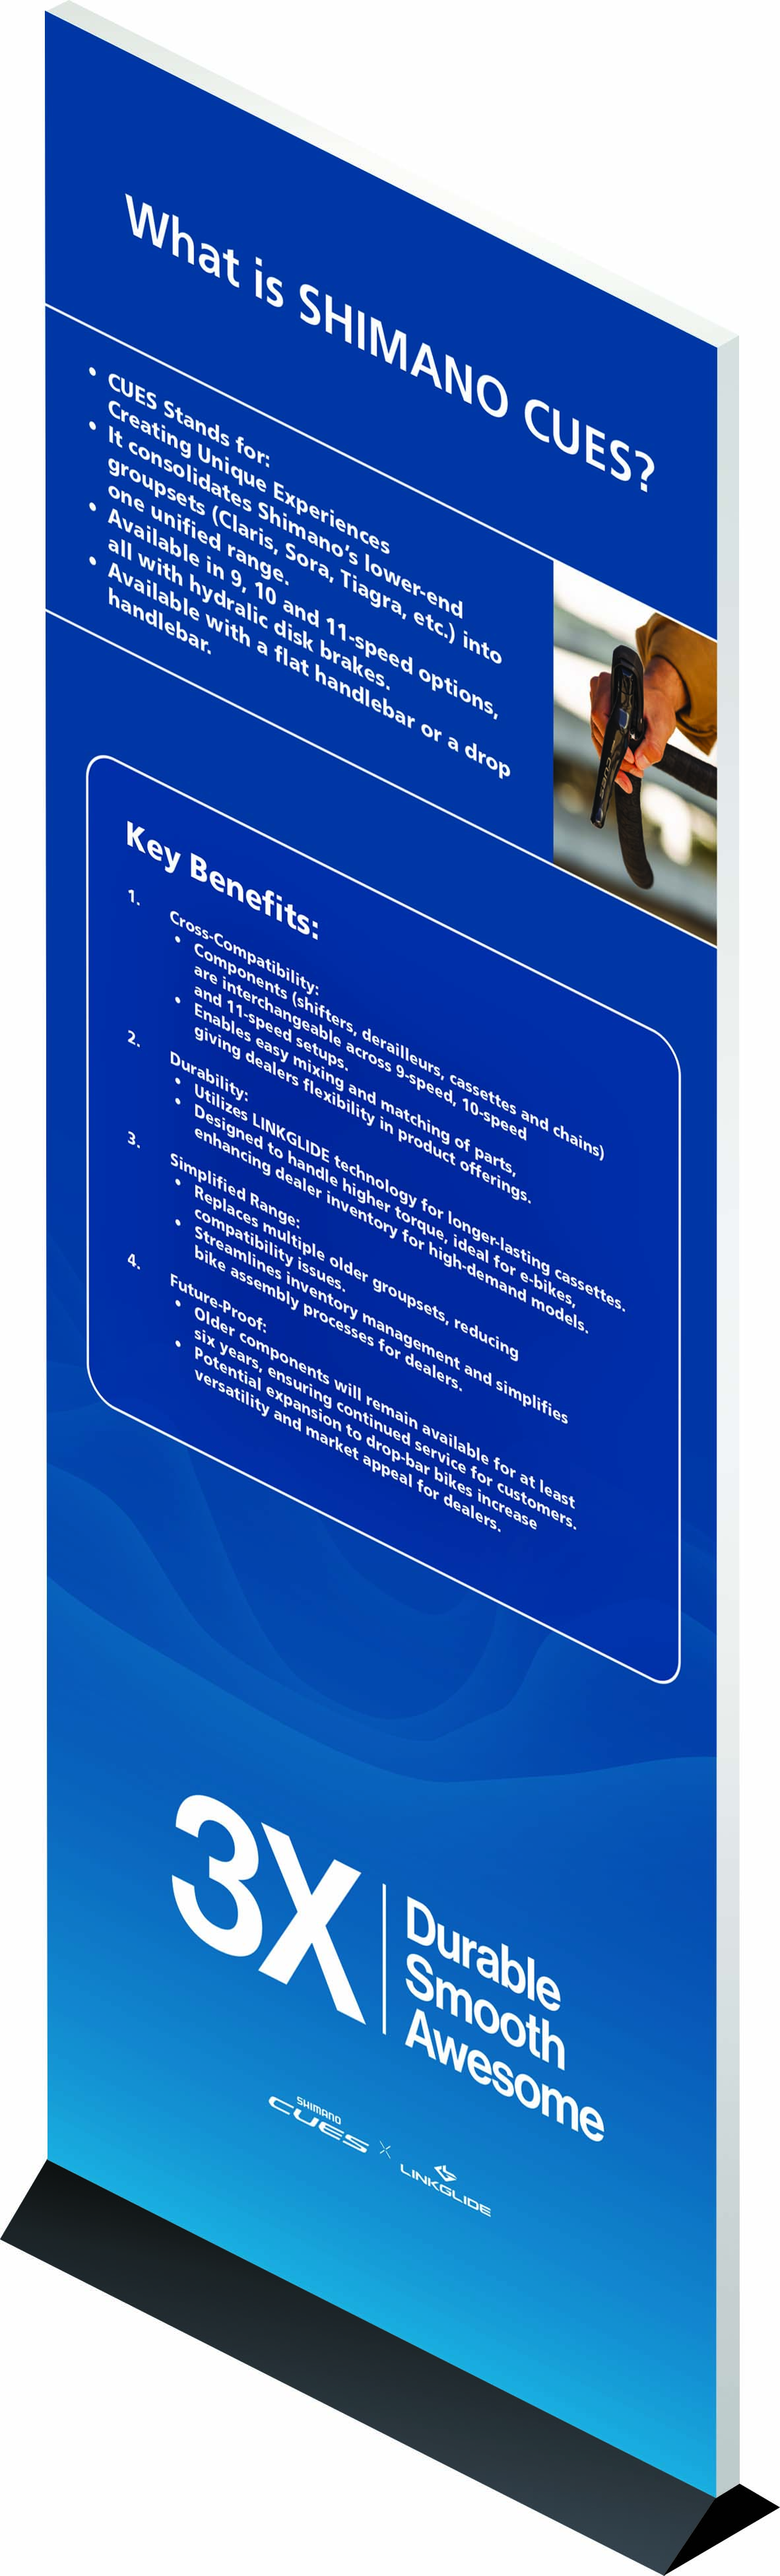 What is SHIMANO CUES?
• CUES Stands for:
Creating Unique Experiences
• It consolidates Shimano's lower-end
groupsets (Claris, Sora, Tiagra, etc.) into
one unified range.
• Available in 9, 10 and 11-speed options,
all with hydralic disk brakes.
• Available with a flat handlebar or a drop
handlebar.
CUES
Key Benefits:
1. Cross-Compatibility:
• Components (shifters, derailleurs, cassettes and chains)
are interchangeable across 9-speed, 10-speed
and 11-speed setups.
• Enables easy mixing and matching of parts,
giving dealers flexibility in product offerings.
2. Durability:
• Utilizes LINKGLIDE technology for longer-lasting cassettes.
• Designed to handle higher torque, ideal for e-bikes,
enhancing dealer inventory for high-demand models.
3. Simplified Range:
• Replaces multiple older groupsets, reducing
compatibility issues.
• Streamlines inventory management and simplifies
bike assembly processes for dealers.
4. Future-Proof:
• Older components will remain available for at least
six years, ensuring continued service for customers.
• Potential expansion to drop-bar bikes increase
versatility and market appeal for dealers.
3X
Durable
Smooth
Awesome
SHIMANO
CUES X LINKGLIDE